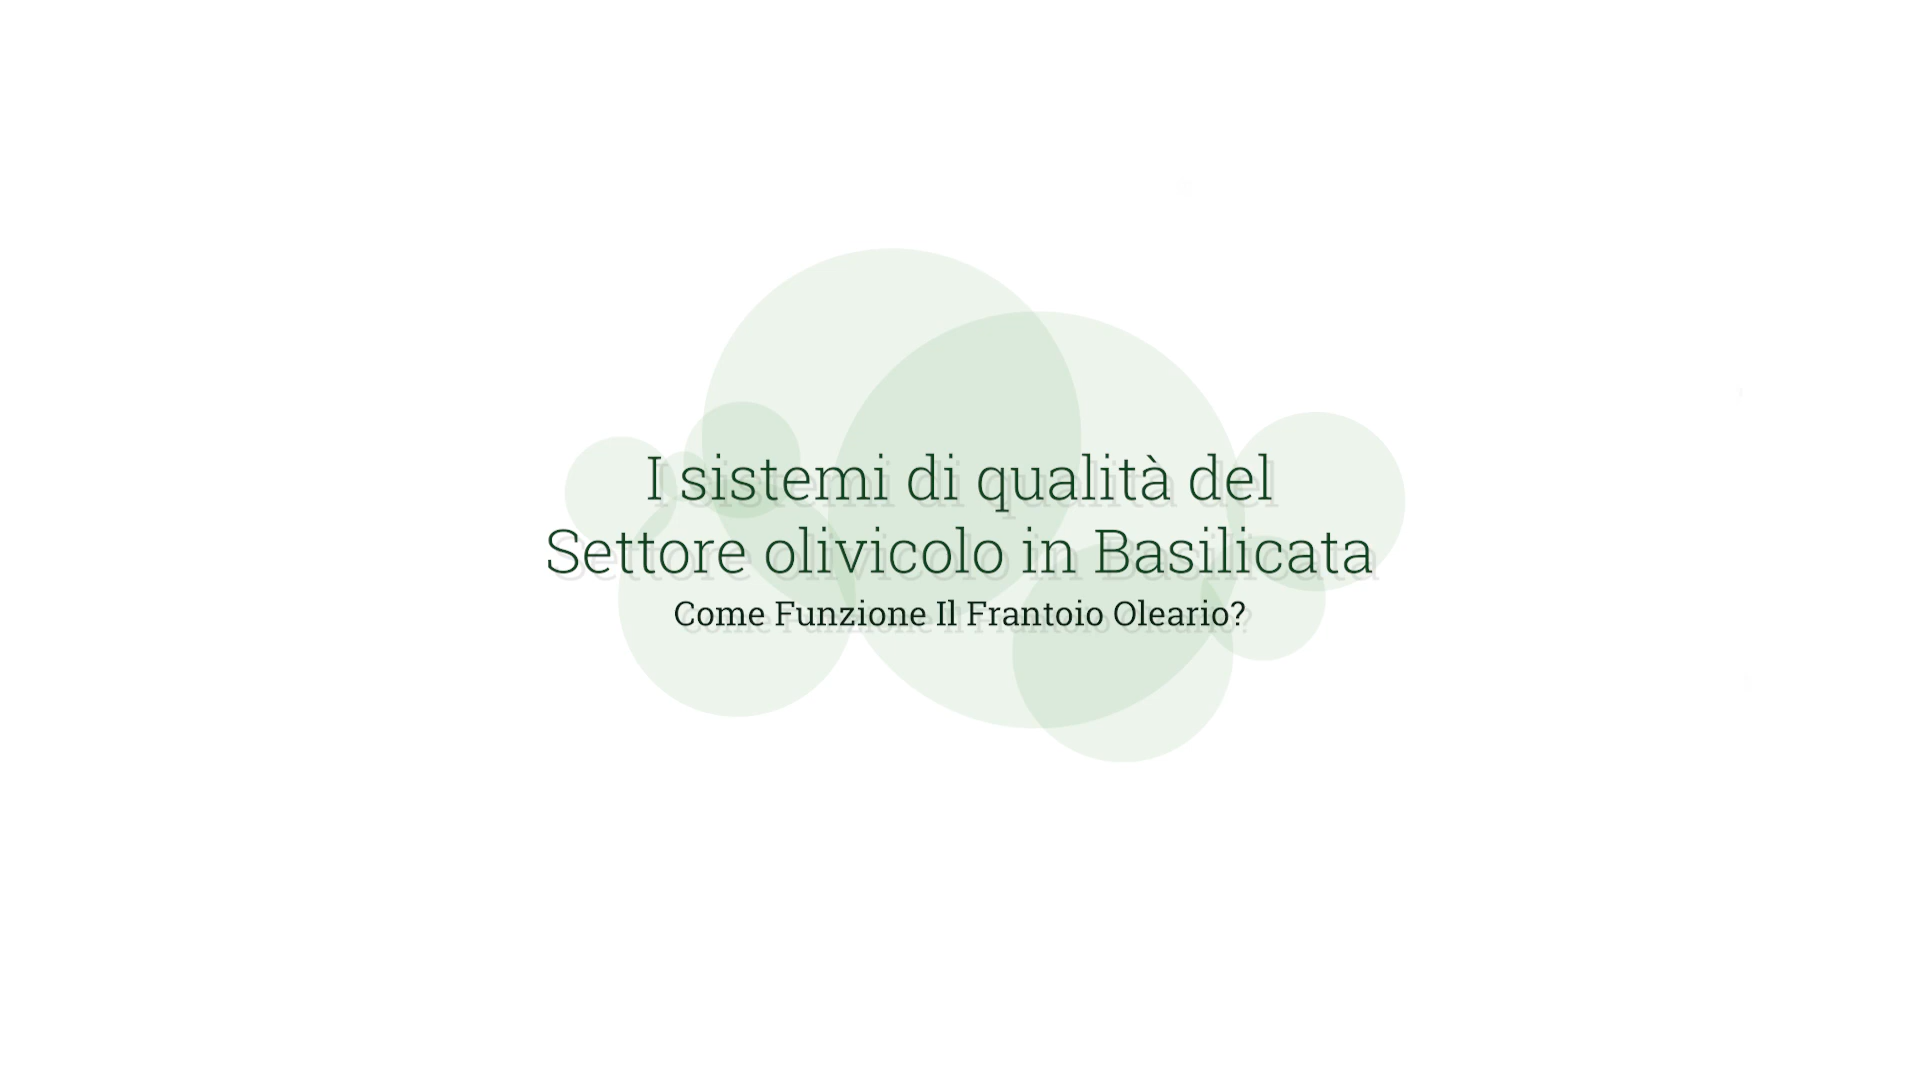 I sistemi di qualità del
Settore olivicolo in Basilicata
Come Funzione Il Frantoio Oleario?